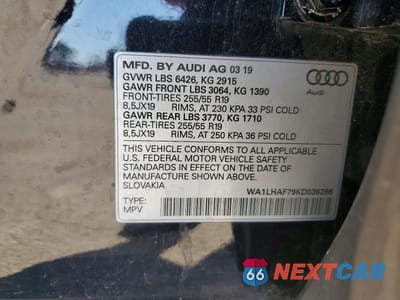 MFD. BY AUDI AG 03 19
GVWR LBS 6426, KG 2915
GAWR FRONT LBS 3064, KG 1390
FRONT-TIRES 255/55 R19
8,5JX19 RIMS, AT 230 KPA 33 PSI COLD
GAWR REAR LBS 3770, KG 1710
REAR-TIRES 255/55 R19
8,5JX19 RIMS, AT 250 KPA 36 PSI COLD
THIS VEHICLE CONFORMS TO ALL APPLICABLE
U.S. FEDERAL MOTOR VEHICLE SAFETY
STANDARDS IN EFFECT ON THE DATE OF
MANUFACTURE SHOWN ABOVE.
SLOVAKIA
WA1LHAF79KD039256
TYPE:
MPV
Audi
66 NEXTCAR